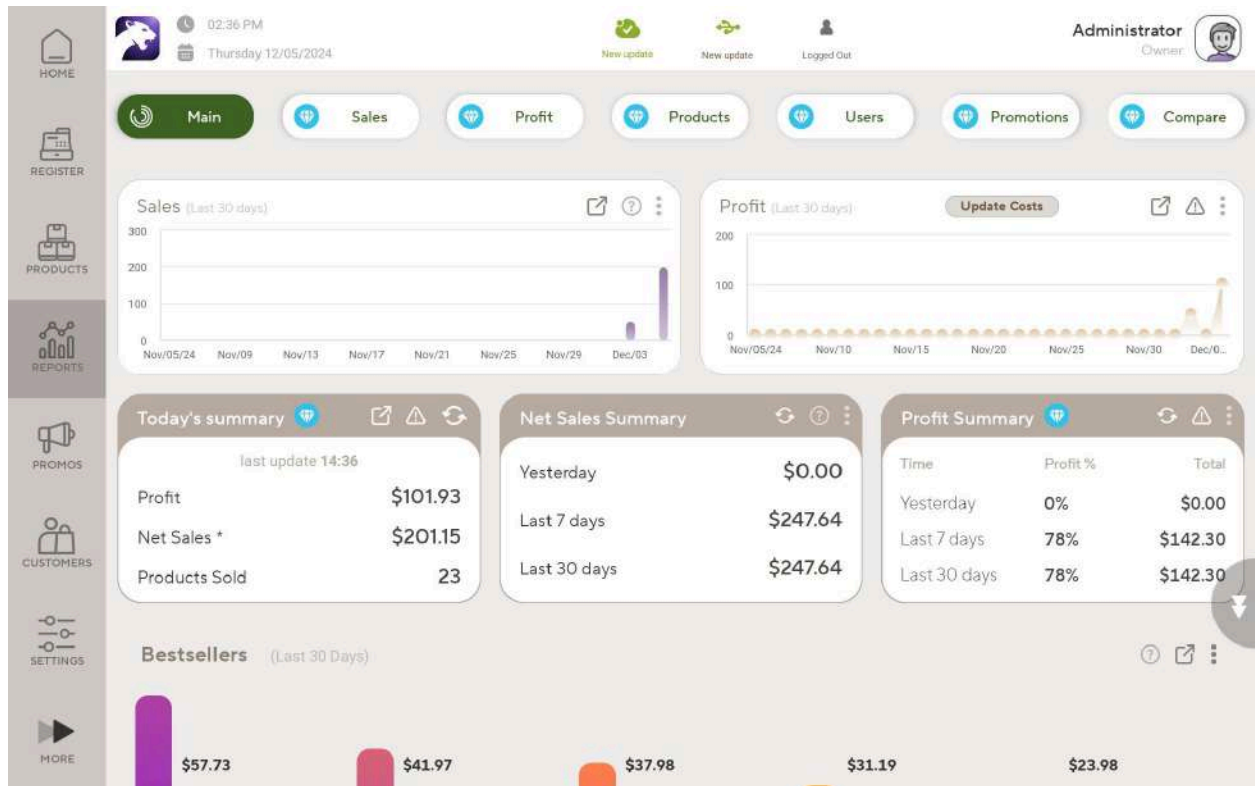 02:36 PM
Thursday 12/05/2024
New update
New update
Logged Out
Administrator
Owner
HOME
REGISTER
PRODUCTS
REPORTS
PROMOS
CUSTOMERS
SETTINGS
MORE
Main
Sales
Profit
Products
Users
Promotions
Compare
Sales (Last 30 days)
300
200
100
0
Nov/05/24 Nov/09 Nov/13 Nov/17 Nov/21 Nov/25 Nov/29 Dec/03
Profit (Last 30 days)
Update Costs
200
100
0
Nov/05/24 Nov/10 Nov/15 Nov/20 Nov/25 Nov/30 Dec/0...
Today's summary
last update 14:36
Profit $101.93
Net Sales * $201.15
Products Sold 23
Net Sales Summary
Yesterday $0.00
Last 7 days $247.64
Last 30 days $247.64
Profit Summary
Time Profit % Total
Yesterday 0% $0.00
Last 7 days 78% $142.30
Last 30 days 78% $142.30
Bestsellers (Last 30 Days)
$57.73 $41.97 $37.98 $31.19 $23.98